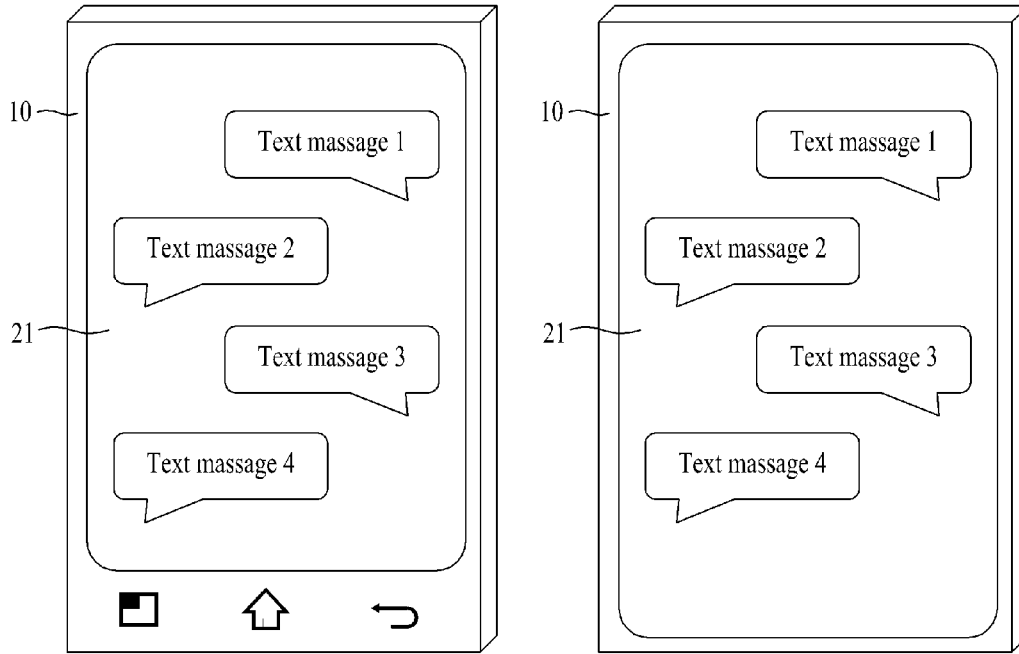 10
Text massage 1
Text massage 2
21
Text massage 3
Text massage 4
10
Text massage 1
Text massage 2
21
Text massage 3
Text massage 4